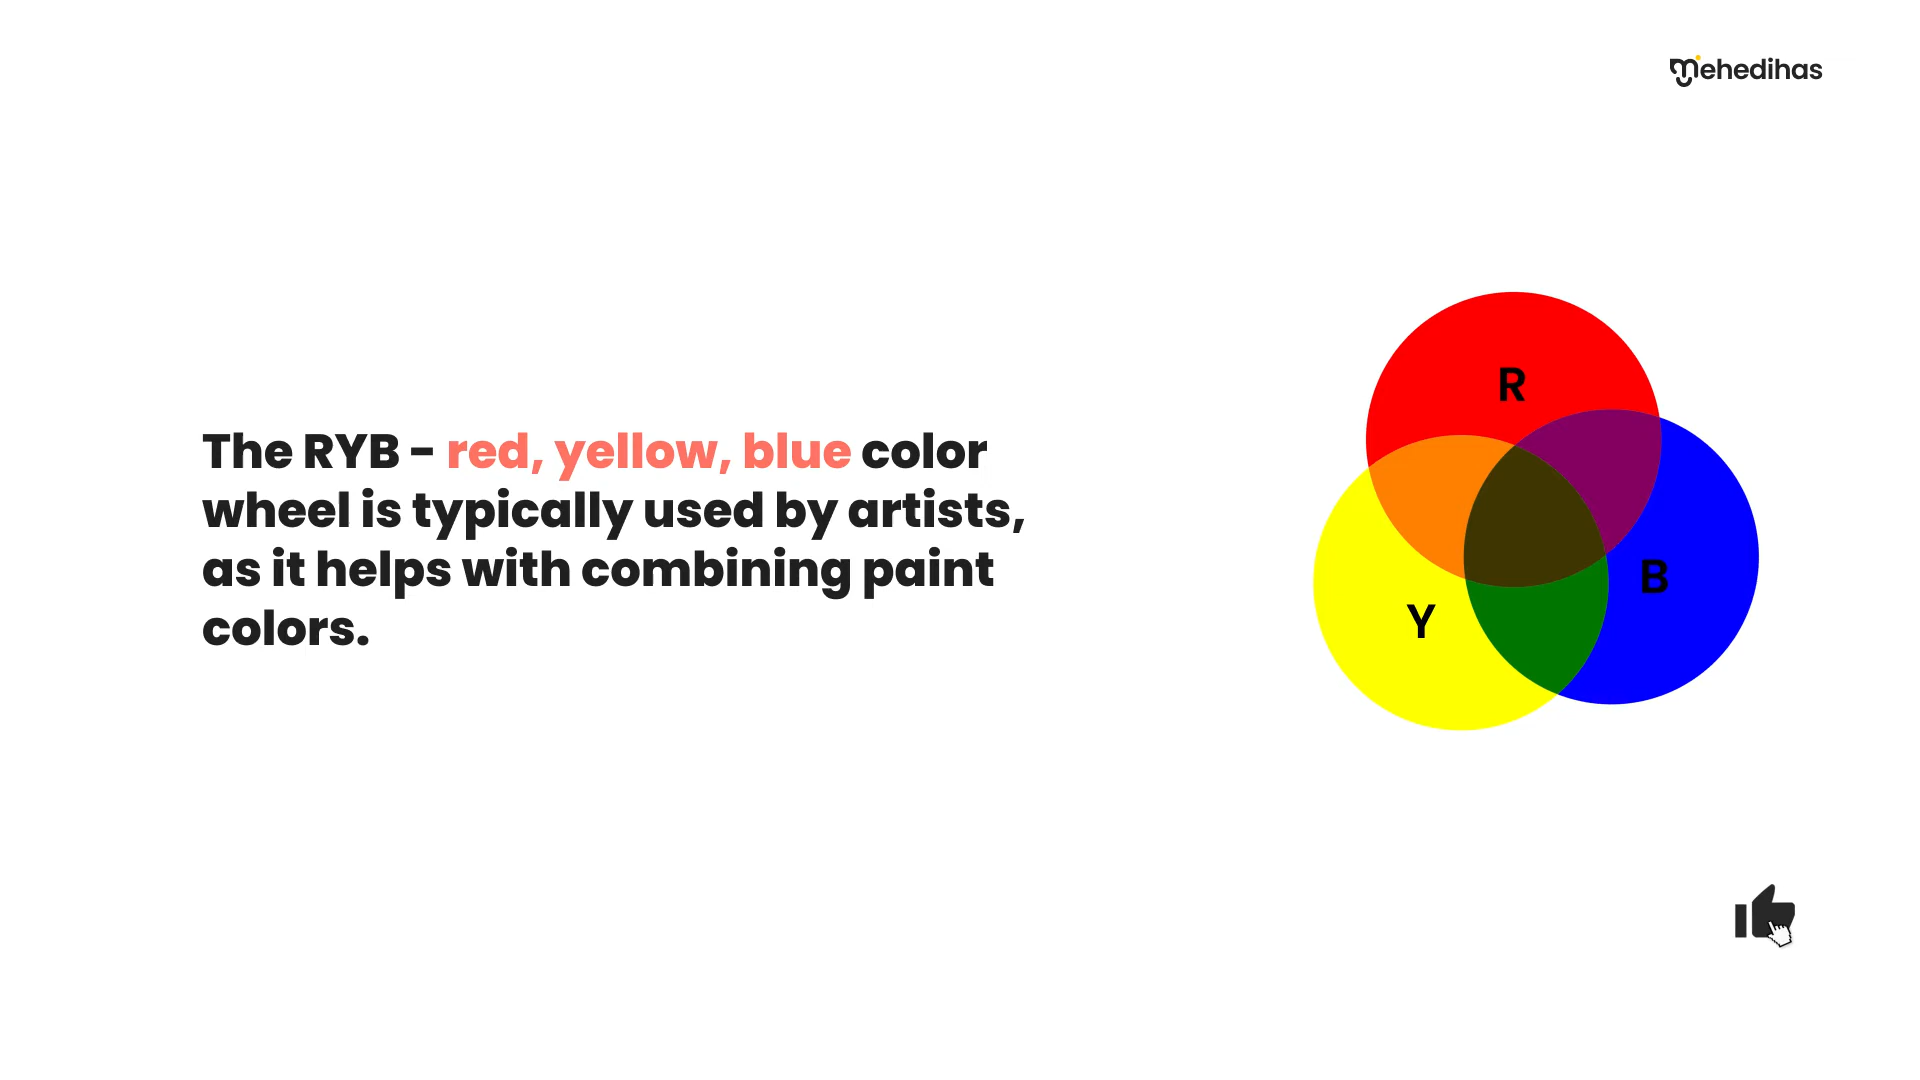 Mehedihas
The RYB - red, yellow, blue color
wheel is typically used by artists,
as it helps with combining paint
colors.
R
B
Y